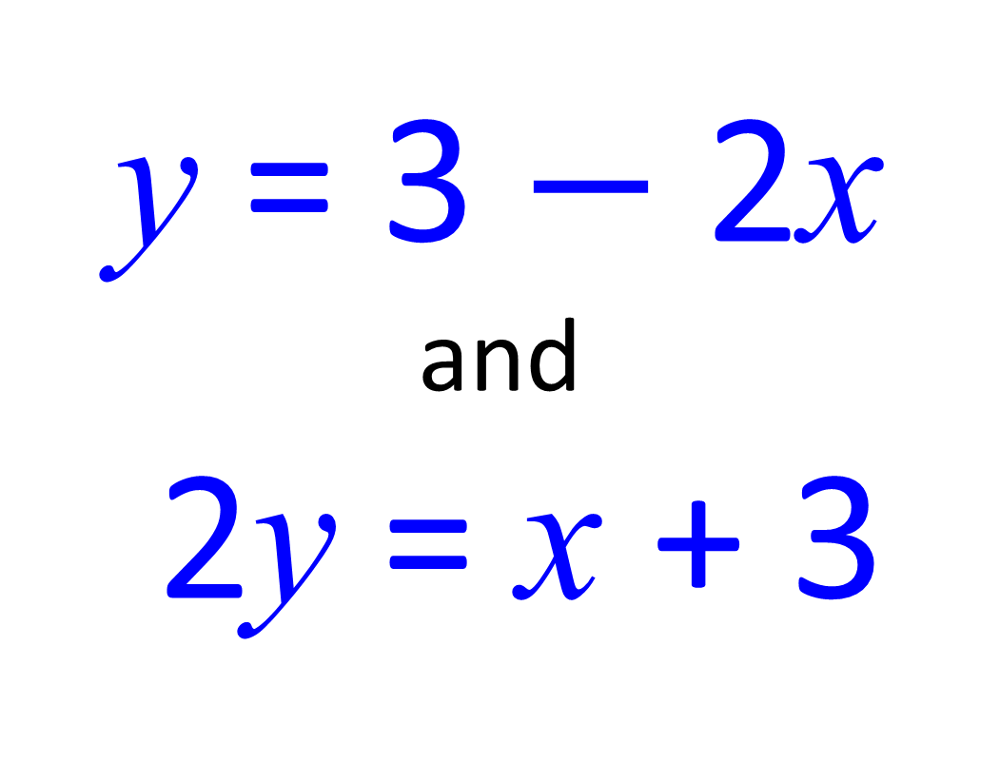 y = 3 — 2x
and
2y = x + 3